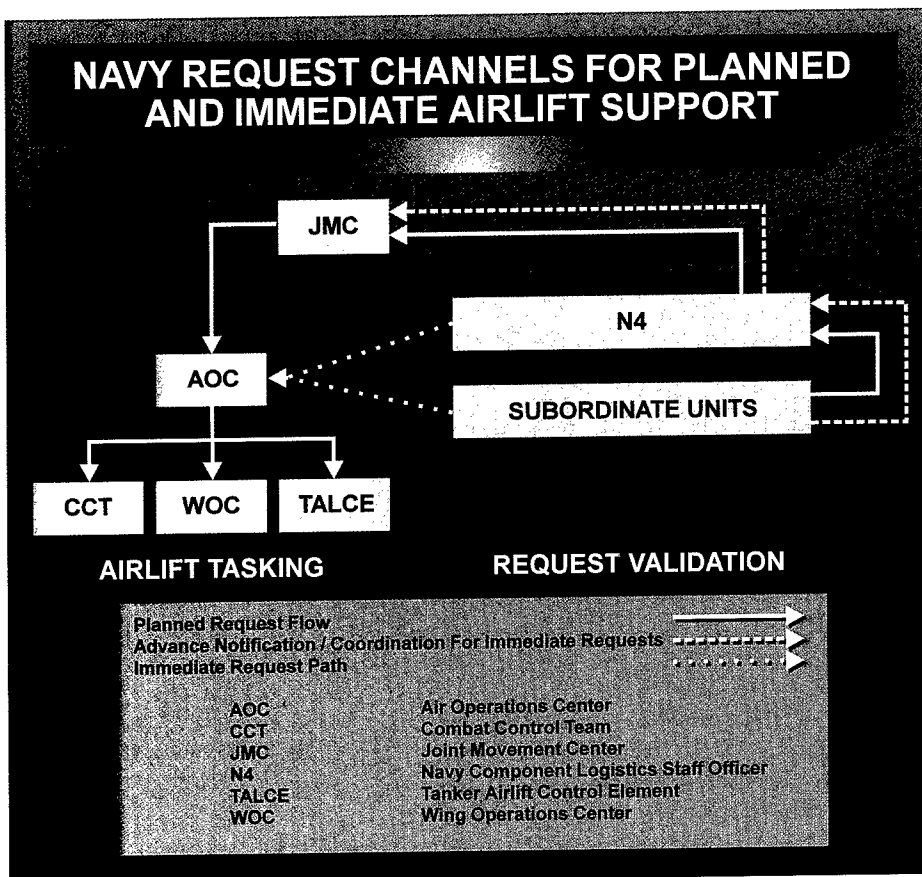 NAVY REQUEST CHANNELS FOR PLANNED
AND IMMEDIATE AIRLIFT SUPPORT
JMC
N4
AOC
SUBORDINATE UNITS
CCT WOC TALCE
AIRLIFT TASKING REQUEST VALIDATION
Planned Request Flow
Advance Notification / Coordination For Immediate Requests
Immediate Request Path
AOC Air Operations Center
CCT Combat Control Team
JMC Joint Movement Center
N4 Navy Component Logistics Staff Officer
TALCE Tanker Airlift Control Element
WOC Wing Operations Center